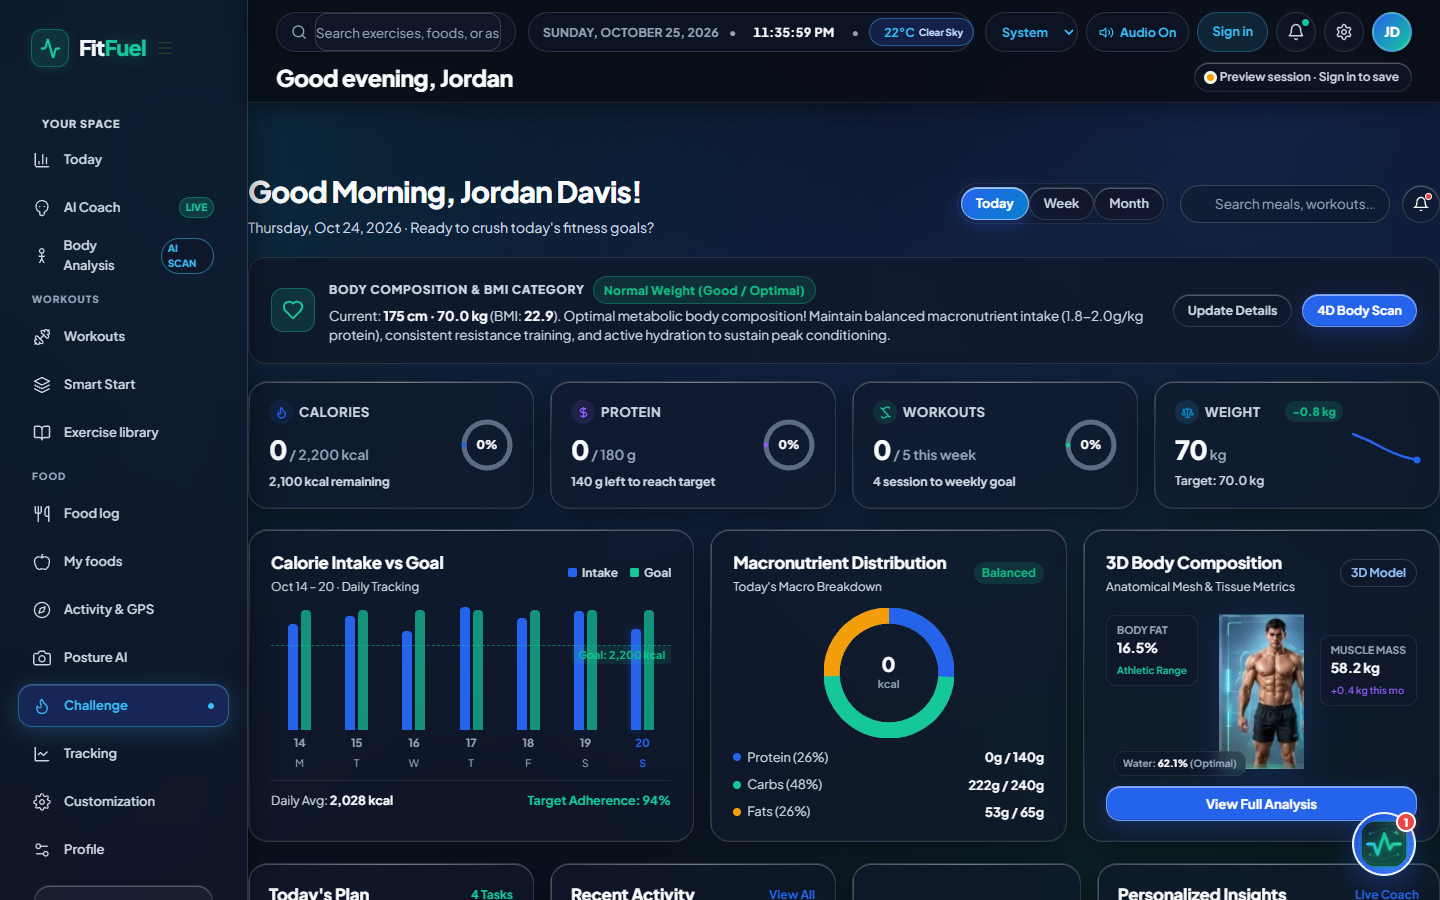 FitFuel
YOUR SPACE
Today
AI Coach
LIVE
Body
Analysis
AI
SCAN
WORKOUTS
Workouts
Smart Start
Exercise library
FOOD
Food log
My foods
Activity & GPS
Posture AI
Challenge
Tracking
Customization
Profile
Search exercises, foods, or as
SUNDAY, OCTOBER 25, 2026 • 11:35:59 PM •
22°C Clear Sky
System
Audio On
Sign in
JD
Good evening, Jordan
Preview session · Sign in to save
Good Morning, Jordan Davis!
Thursday, Oct 24, 2026 · Ready to crush today's fitness goals?
Today
Week
Month
Search meals, workouts...
BODY COMPOSITION & BMI CATEGORY
Normal Weight (Good / Optimal)
Current: 175 cm · 70.0 kg (BMI: 22.9). Optimal metabolic body composition! Maintain balanced macronutrient intake (1.8–2.0g/kg
protein), consistent resistance training, and active hydration to sustain peak conditioning.
Update Details
4D Body Scan
CALORIES
0 / 2,200 kcal
2,100 kcal remaining
0%
PROTEIN
0 / 180 g
140 g left to reach target
0%
WORKOUTS
0 / 5 this week
4 session to weekly goal
0%
WEIGHT
−0.8 kg
70 kg
Target: 70.0 kg
Calorie Intake vs Goal
Oct 14 – 20 · Daily Tracking
Intake
Goal
Goal: 2,200 kcal
14 15 16 17 18 19 20
M T W T F S S
Daily Avg: 2,028 kcal
Target Adherence: 94%
Macronutrient Distribution
Today's Macro Breakdown
Balanced
0
kcal
Protein (26%) 0g / 140g
Carbs (48%) 222g / 240g
Fats (26%) 53g / 65g
3D Body Composition
Anatomical Mesh & Tissue Metrics
3D Model
BODY FAT
16.5%
Athletic Range
MUSCLE MASS
58.2 kg
+0.4 kg this mo
Water: 62.1% (Optimal)
View Full Analysis
1
Today's Plan
4 Tasks
Recent Activity
View All
Personalized Insights
Live Coach